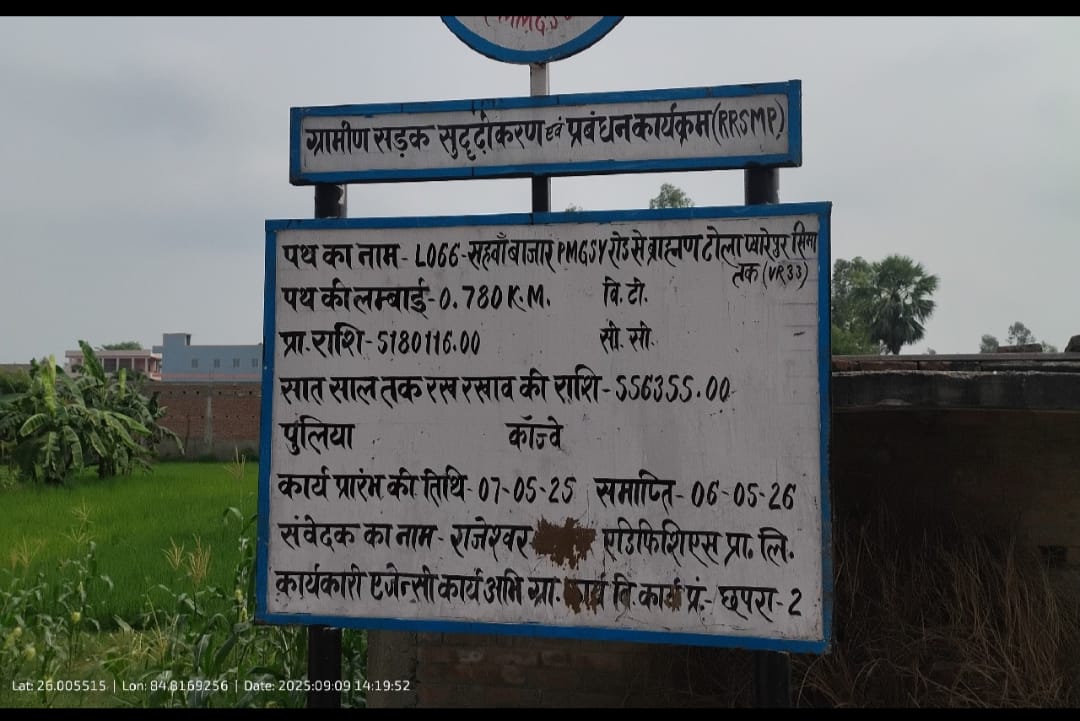 (PMMGSY)
ग्रामीण सड़क सुदृढ़ीकरण एवं प्रबंधन कार्यक्रम (RRSMP)
पथ का नाम - L066 - सहवाँ बाजार PMGSY रोड से ब्राह्मण टोला प्यारेपुर सिमा
तक (VR33)
पथ की लम्बाई - 0.780 K.M. वि. टी.
प्रा. राशि - 5180116.00 सी. सी.
सात साल तक रख रखाव की राशि - 556355.00
पुलिया कॉज्वे
कार्य प्रारंभ की तिथि - 07-05-25 समाप्ति - 06-05-26
संवेदक का नाम - राजेश्वर एडिफिशिएस प्रा. लि.
कार्यकारी एजेन्सी कार्य अभि ग्रा. कार्य वि. कार्य प्रं. - छपरा - 2
Lat: 26.005515 | Lon: 84.8169256 | Date: 2025:09:09 14:19:52